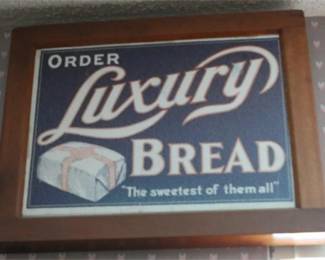 ORDER
Luxury
BREAD
"The sweetest of them all"